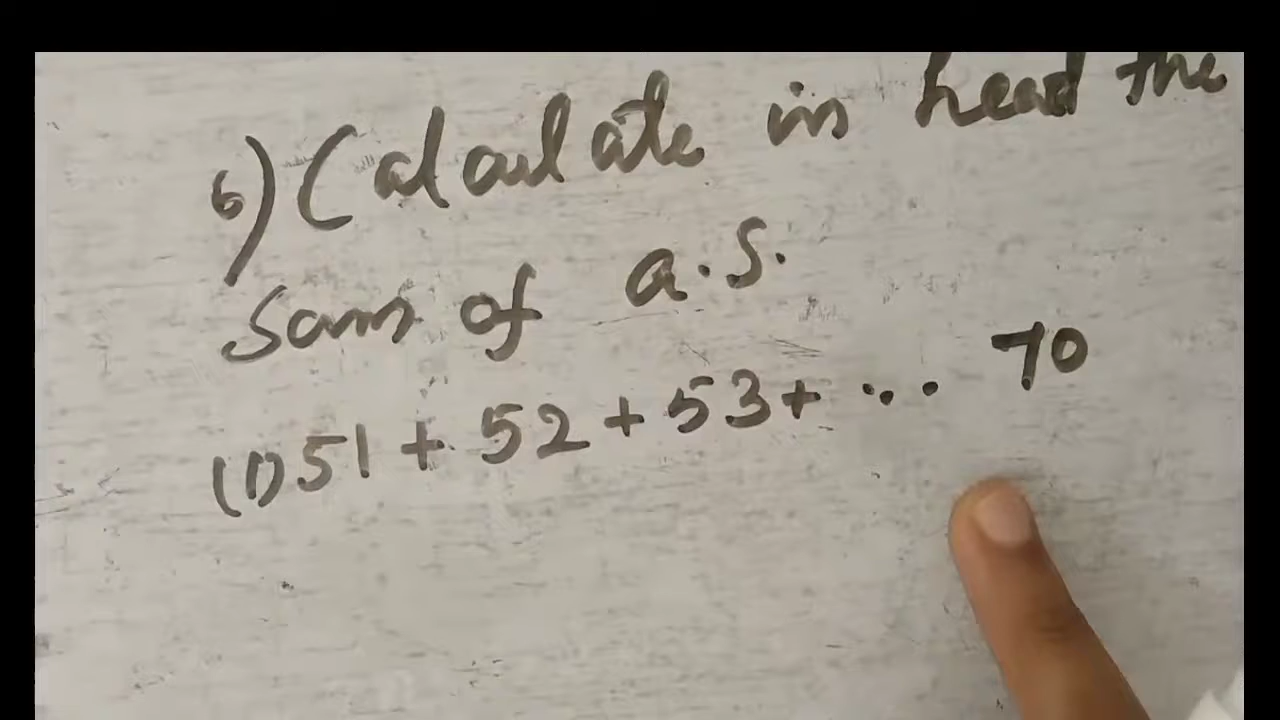 6) Calculate in head the
Sum of a.s.
(1) 51 + 52 + 53 + ... 70